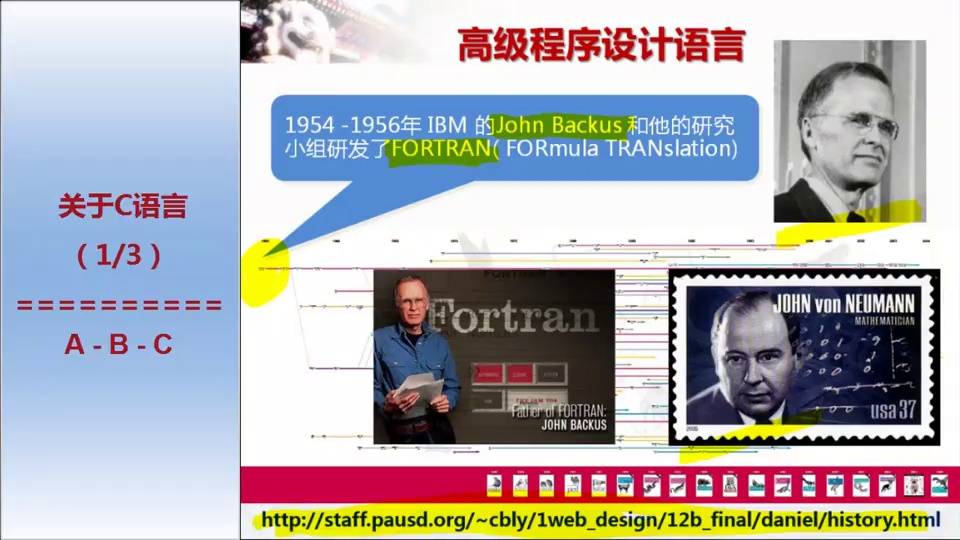 高级程序设计语言
1954 -1956年 IBM 的John Backus 和他的研究
小组研发了FORTRAN( FORmula TRANslation)
关于C语言
（1/3）
==========
A - B - C
Fortran
Father of FORTRAN:
JOHN BACKUS
JOHN von NEUMANN
MATHEMATICIAN
usa 37
http://staff.pausd.org/~cbly/1web_design/12b_final/daniel/history.html